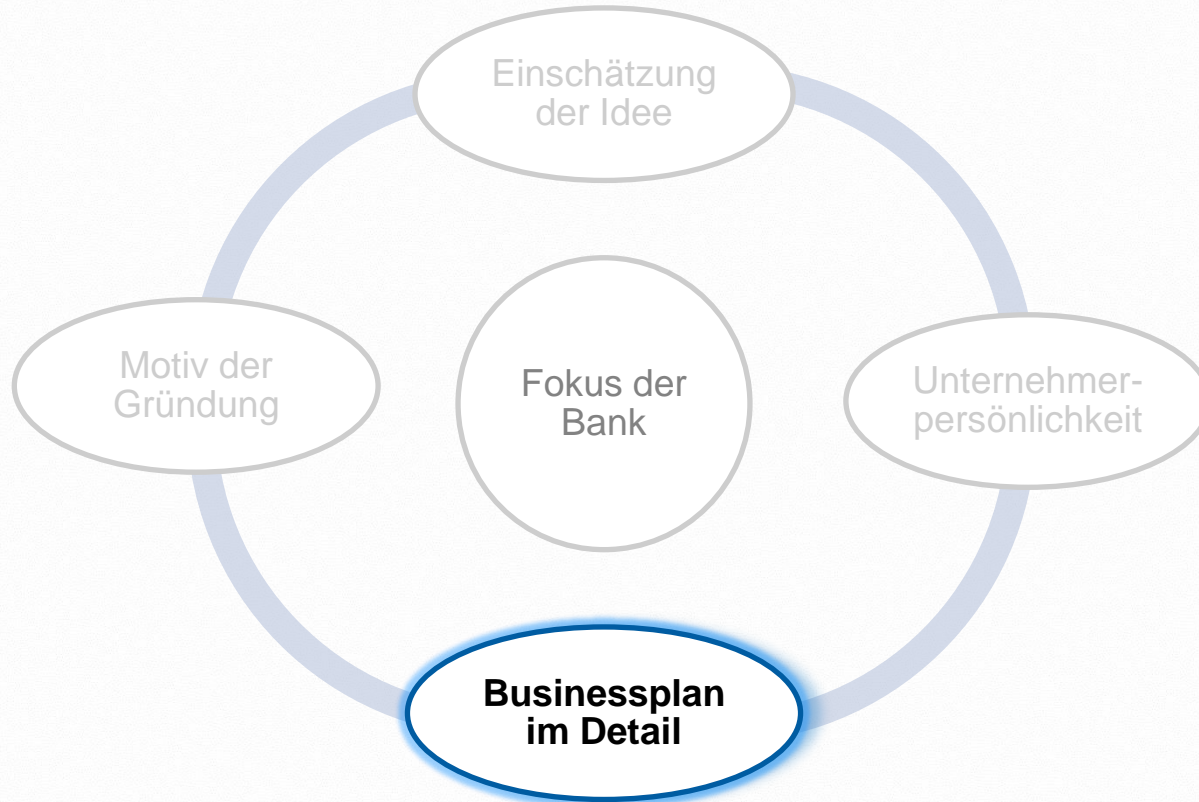 Einschätzung
der Idee
Motiv der
Gründung
Fokus der
Bank
Unternehmer-
persönlichkeit
Businessplan
im Detail